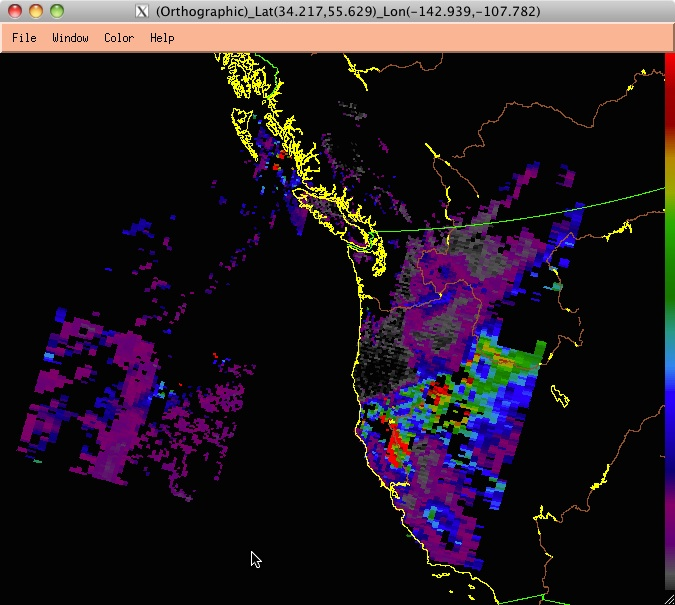 X (Orthographic)_Lat(34.217,55.629)_Lon(-142.939,-107.782)
File Window Color Help